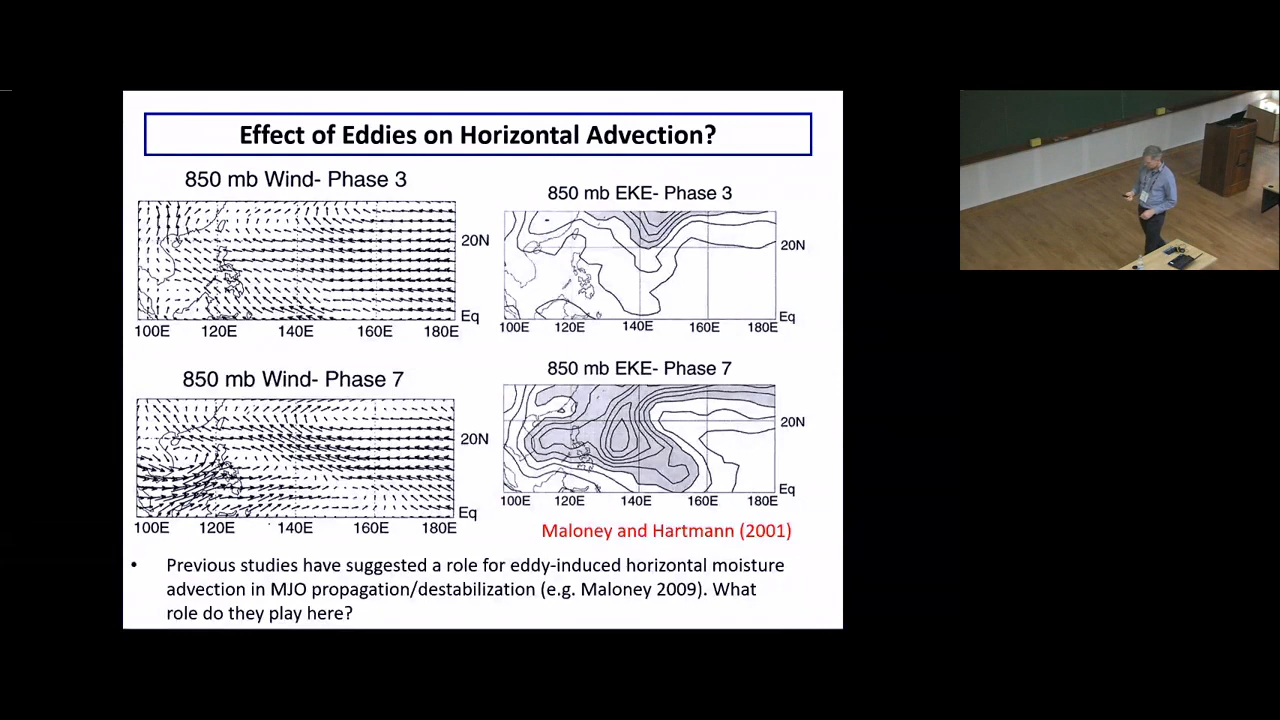 Effect of Eddies on Horizontal Advection?
850 mb Wind- Phase 3
20N
Eq
100E 120E 140E 160E 180E
850 mb EKE- Phase 3
20N
Eq
100E 120E 140E 160E 180E
850 mb Wind- Phase 7
20N
Eq
100E 120E 140E 160E 180E
850 mb EKE- Phase 7
20N
Eq
100E 120E 140E 160E 180E
Maloney and Hartmann (2001)
• Previous studies have suggested a role for eddy-induced horizontal moisture
advection in MJO propagation/destabilization (e.g. Maloney 2009). What
role do they play here?